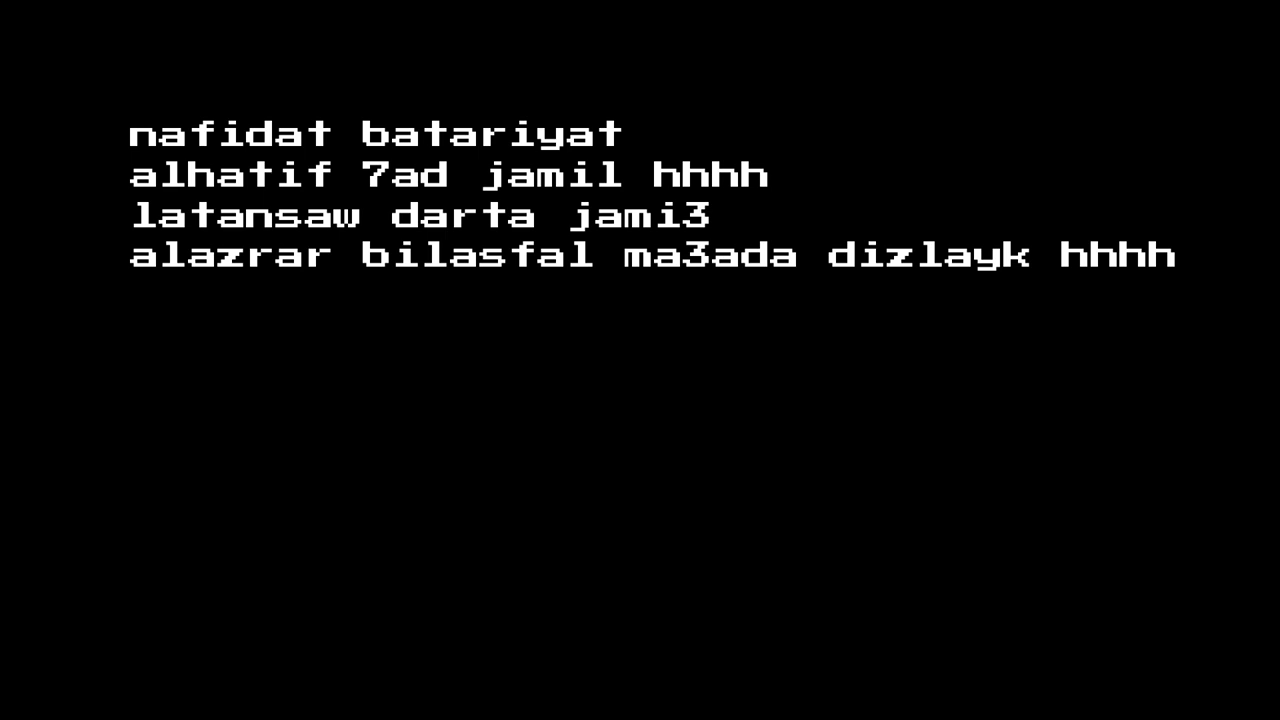 nafidat batariyat
alhatif 7ad jamil hhhh
latansaw darta jami3
alazrar bilasfal ma3ada dizlayk hhhh